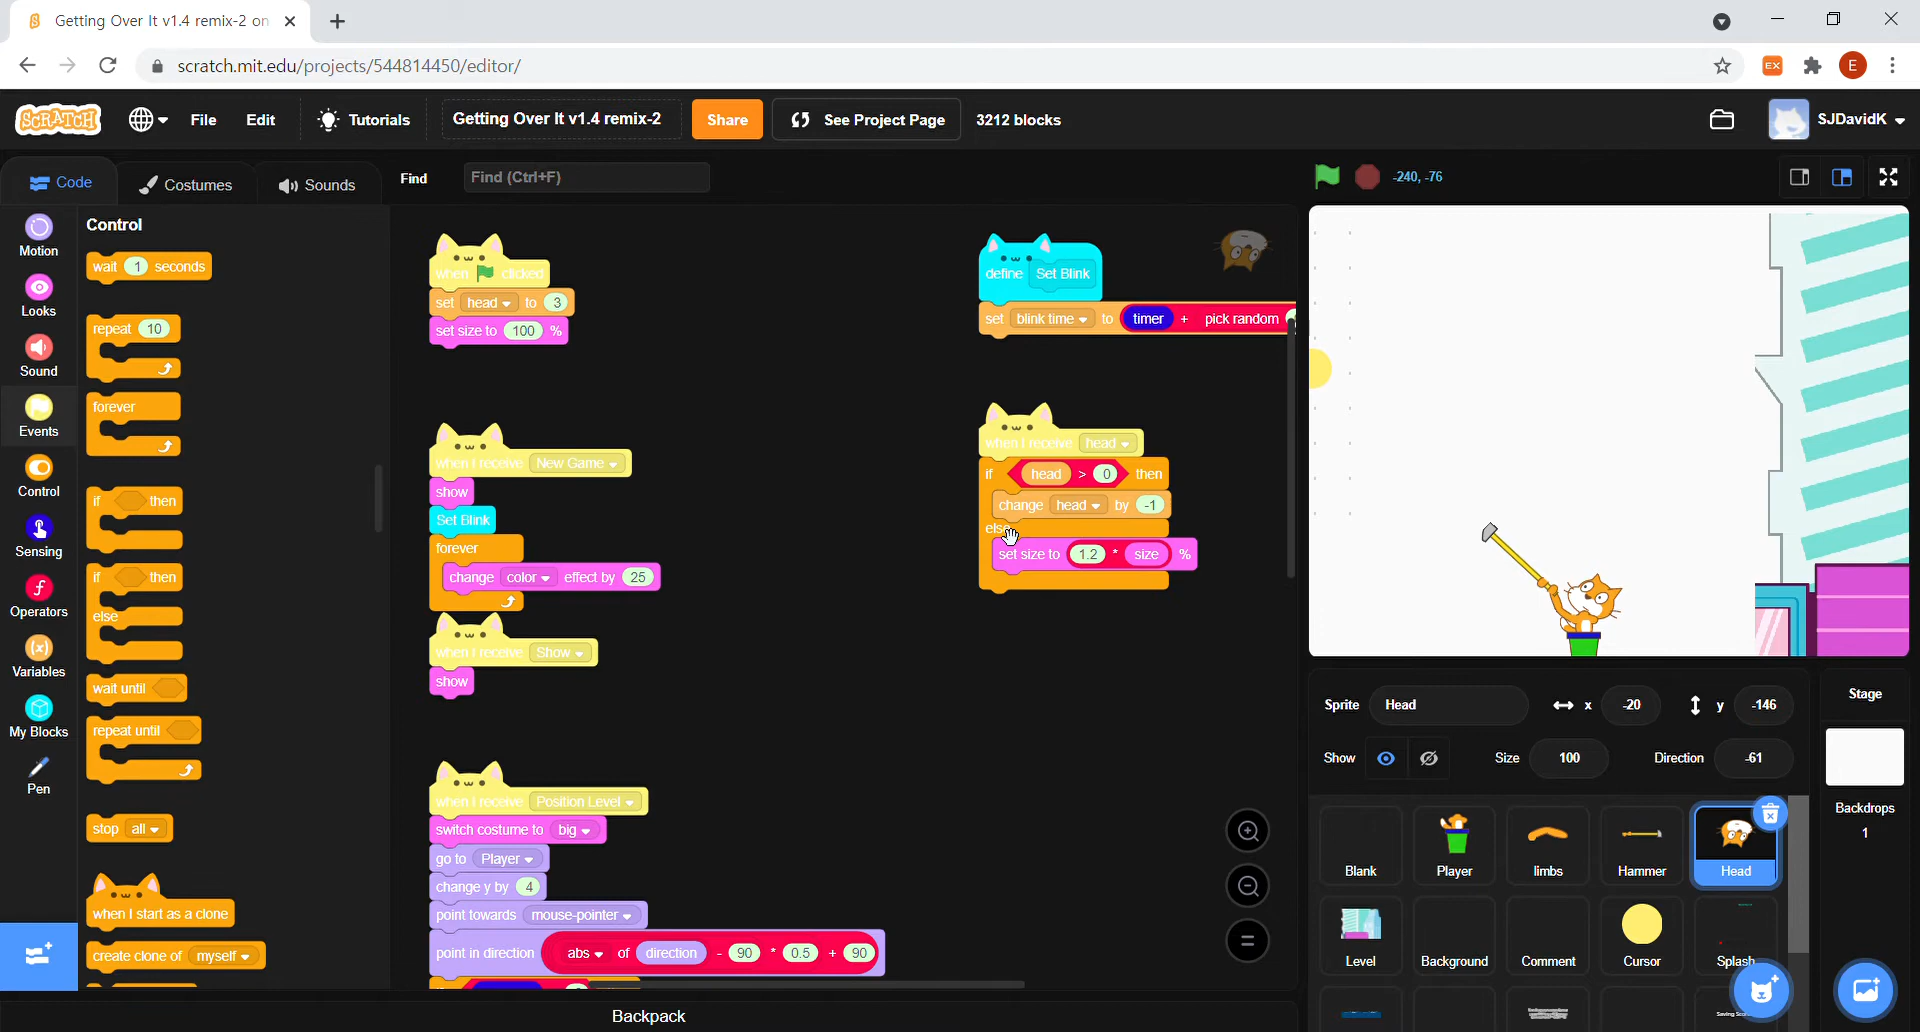 Getting Over It v1.4 remix-2 on
scratch.mit.edu/projects/544814450/editor/
EX
E
SCRATCH
File
Edit
Tutorials
Getting Over It v1.4 remix-2
Share
See Project Page
3212 blocks
SJDavidK
Code
Costumes
Sounds
Find
Find (Ctrl+F)
-240, -76
Motion
Looks
Sound
Events
Control
Sensing
Operators
Variables
My Blocks
Pen
Control
wait 1 seconds
repeat 10
forever
if then
if then
else
wait until
repeat until
stop all
when I start as a clone
create clone of myself
when clicked
set head to 3
set size to 100 %
when I receive New Game
show
Set Blink
forever
change color effect by 25
when I receive Show
show
when I receive Position Level
switch costume to big
go to Player
change y by 4
point towards mouse-pointer
point in direction abs of direction - 90 * 0.5 + 90
define Set Blink
set blink time to timer + pick random
when I receive head
if head > 0 then
change head by -1
else
set size to 1.2 * size %
Backpack
Sprite Head x -20 y -146
Show Size 100 Direction -61
Blank
Player
limbs
Hammer
Head
Level
Background
Comment
Cursor
Splash
Stage
Backdrops
1